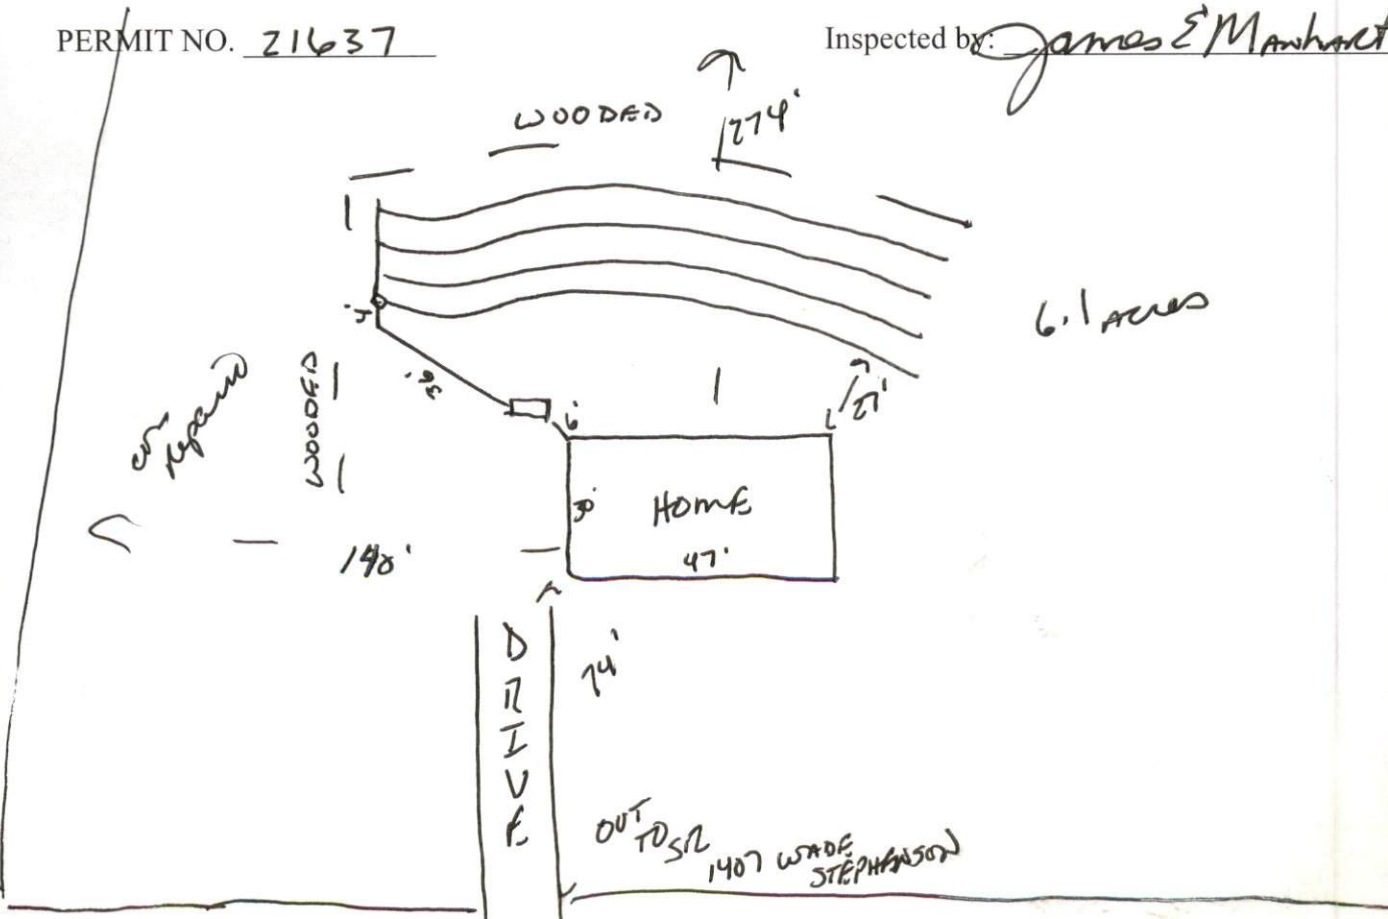 PERMIT NO. 21637
Inspected by: James E Manhart
WOODED
274'
6.1 ACRES
WOODED
6'
27'
30'
HOME
47'
DRIVE
74'
OUT
TO SR
1407 WADE
STEPHENSON